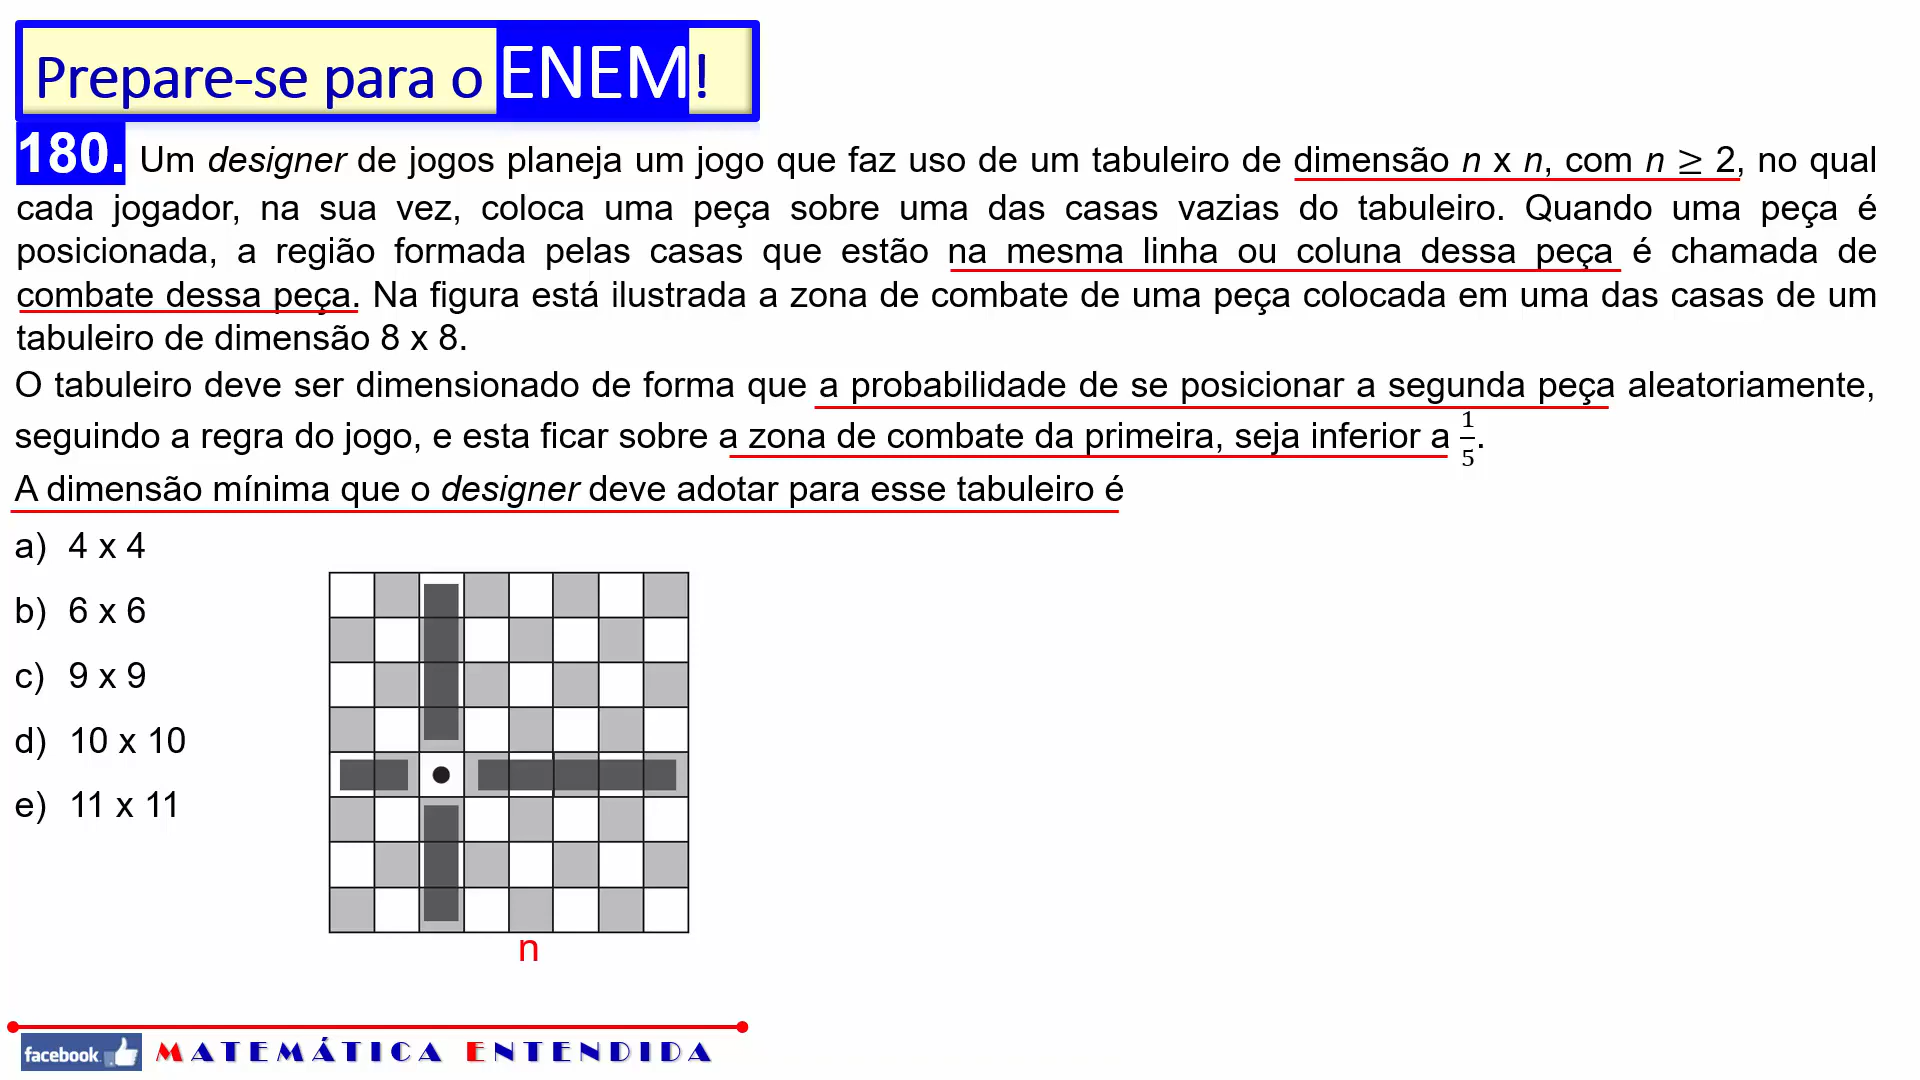 Prepare-se para o ENEM!
180. Um designer de jogos planeja um jogo que faz uso de um tabuleiro de dimensão n x n, com n ≥ 2, no qual
cada jogador, na sua vez, coloca uma peça sobre uma das casas vazias do tabuleiro. Quando uma peça é
posicionada, a região formada pelas casas que estão na mesma linha ou coluna dessa peça é chamada de
combate dessa peça. Na figura está ilustrada a zona de combate de uma peça colocada em uma das casas de um
tabuleiro de dimensão 8 x 8.
O tabuleiro deve ser dimensionado de forma que a probabilidade de se posicionar a segunda peça aleatoriamente,
seguindo a regra do jogo, e esta ficar sobre a zona de combate da primeira, seja inferior a 1/5.
A dimensão mínima que o designer deve adotar para esse tabuleiro é
a) 4 x 4
b) 6 x 6
c) 9 x 9
d) 10 x 10
e) 11 x 11
n
facebook MATEMÁTICA ENTENDIDA